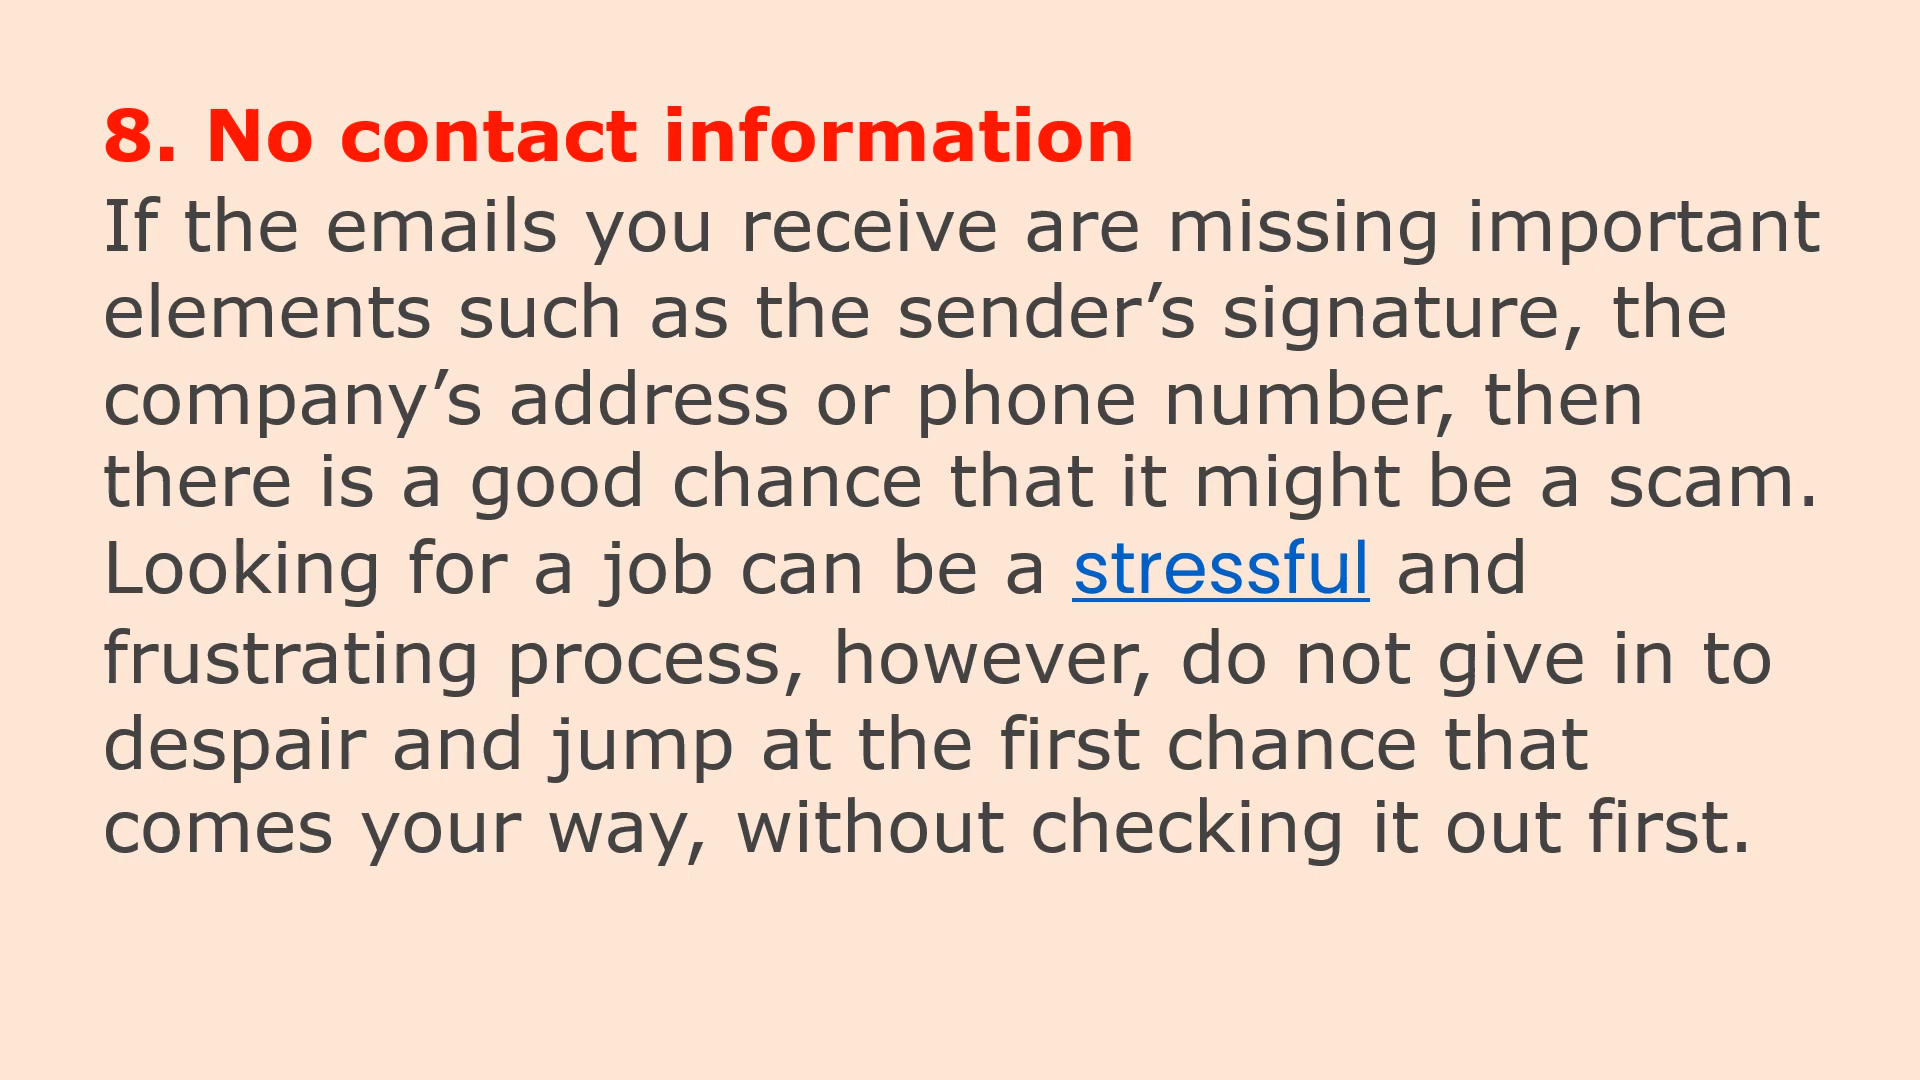 8. No contact information
If the emails you receive are missing important
elements such as the sender’s signature, the
company’s address or phone number, then
there is a good chance that it might be a scam.
Looking for a job can be a stressful and
frustrating process, however, do not give in to
despair and jump at the first chance that
comes your way, without checking it out first.